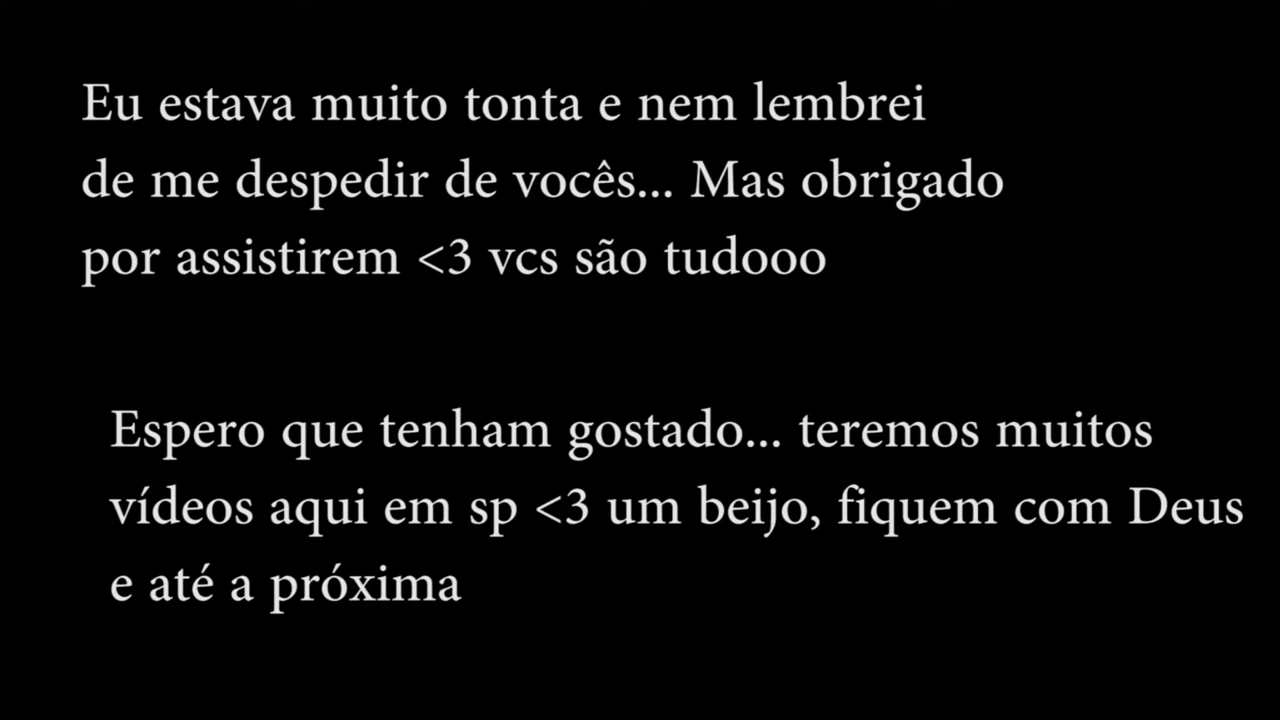 Eu estava muito tonta e nem lembrei
de me despedir de vocês... Mas obrigado
por assistirem <3 vcs são tudooo
Espero que tenham gostado... teremos muitos
vídeos aqui em sp <3 um beijo, fiquem com Deus
e até a próxima